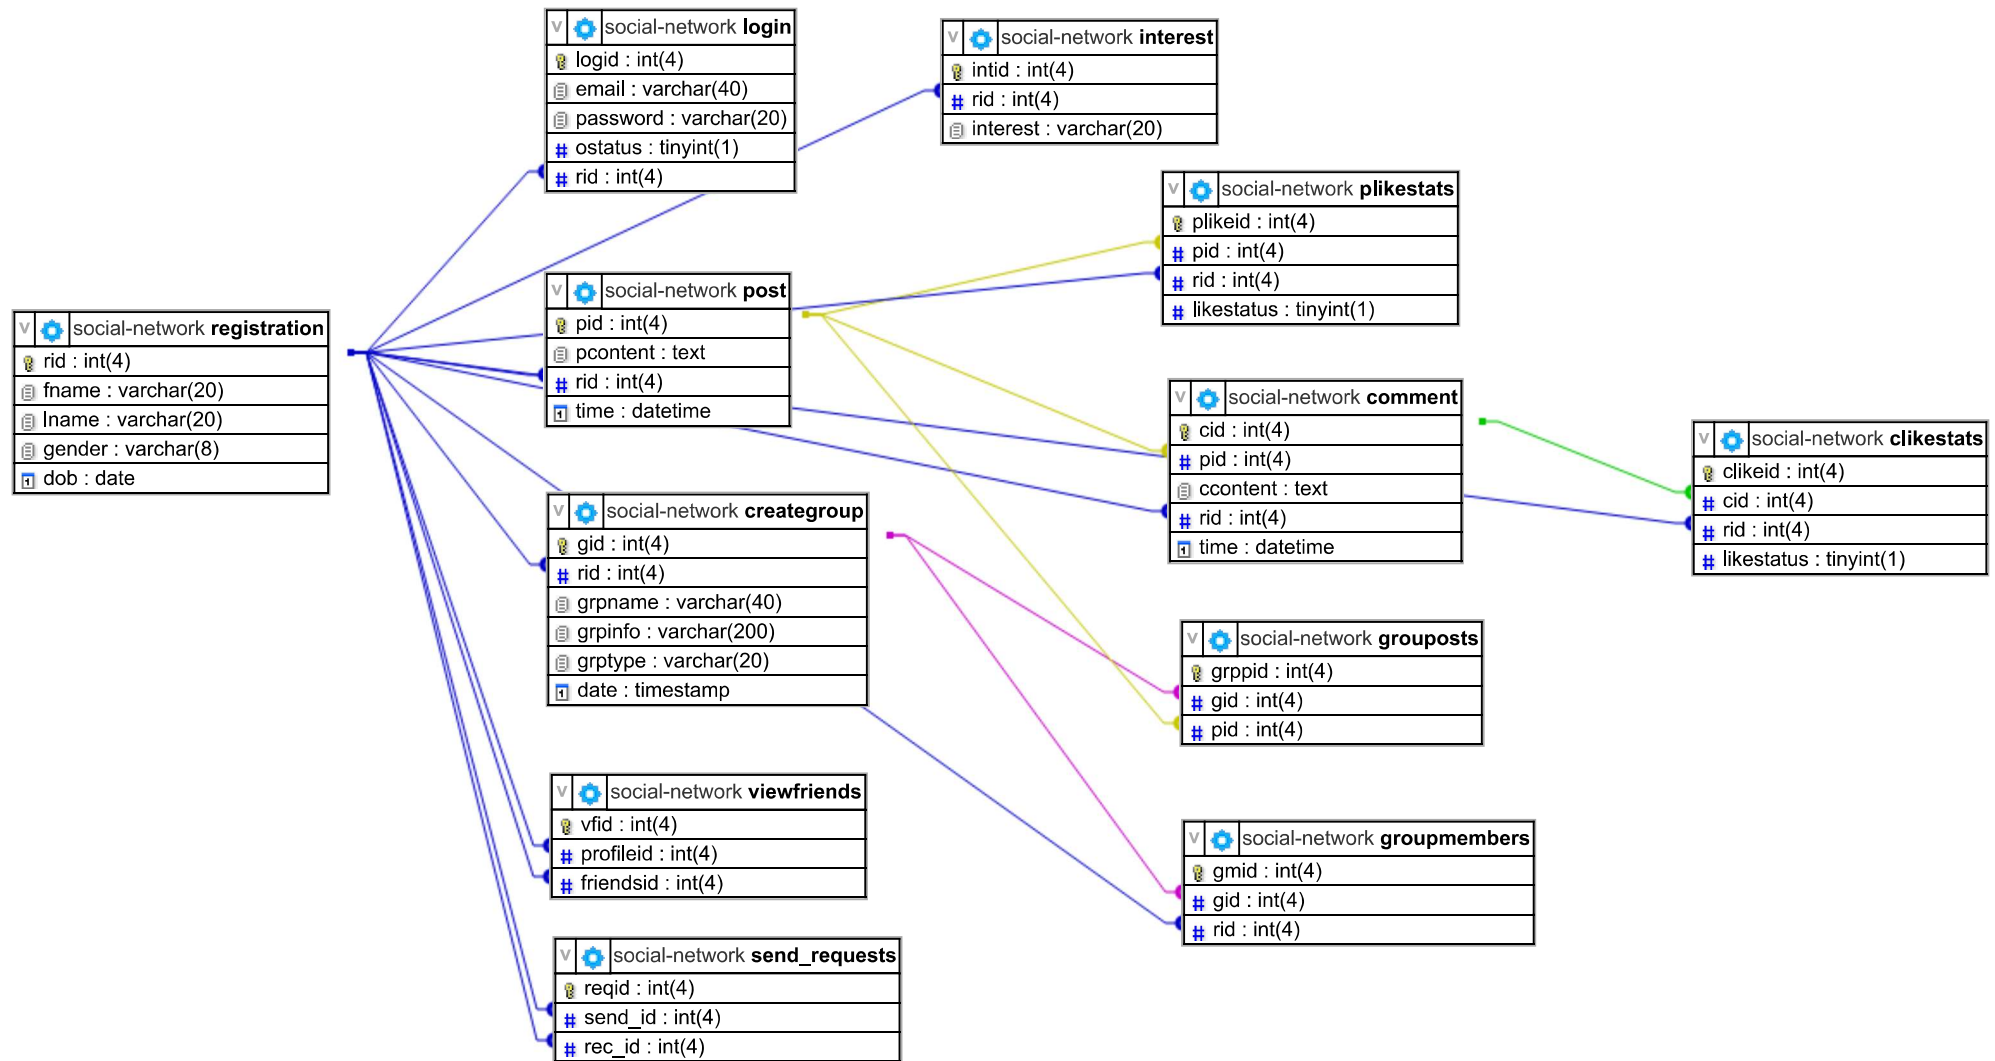 v social-network login
logid : int(4)
email : varchar(40)
password : varchar(20)
# ostatus : tinyint(1)
# rid : int(4)
v social-network interest
intid : int(4)
# rid : int(4)
interest : varchar(20)
v social-network plikestats
plikeid : int(4)
# pid : int(4)
# rid : int(4)
# likestatus : tinyint(1)
v social-network post
pid : int(4)
pcontent : text
# rid : int(4)
time : datetime
v social-network registration
rid : int(4)
fname : varchar(20)
lname : varchar(20)
gender : varchar(8)
dob : date
v social-network comment
cid : int(4)
# pid : int(4)
ccontent : text
# rid : int(4)
time : datetime
v social-network clikestats
clikeid : int(4)
# cid : int(4)
# rid : int(4)
# likestatus : tinyint(1)
v social-network creategroup
gid : int(4)
# rid : int(4)
grpname : varchar(40)
grpinfo : varchar(200)
grptype : varchar(20)
date : timestamp
v social-network grouposts
grppid : int(4)
# gid : int(4)
# pid : int(4)
v social-network viewfriends
vfid : int(4)
# profileid : int(4)
# friendsid : int(4)
v social-network groupmembers
gmid : int(4)
# gid : int(4)
# rid : int(4)
v social-network send_requests
reqid : int(4)
# send_id : int(4)
# rec_id : int(4)